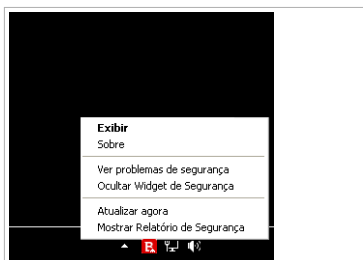 Exibir
Sobre
Ver problemas de segurança
Ocultar Widget de Segurança
Atualizar agora
Mostrar Relatório de Segurança